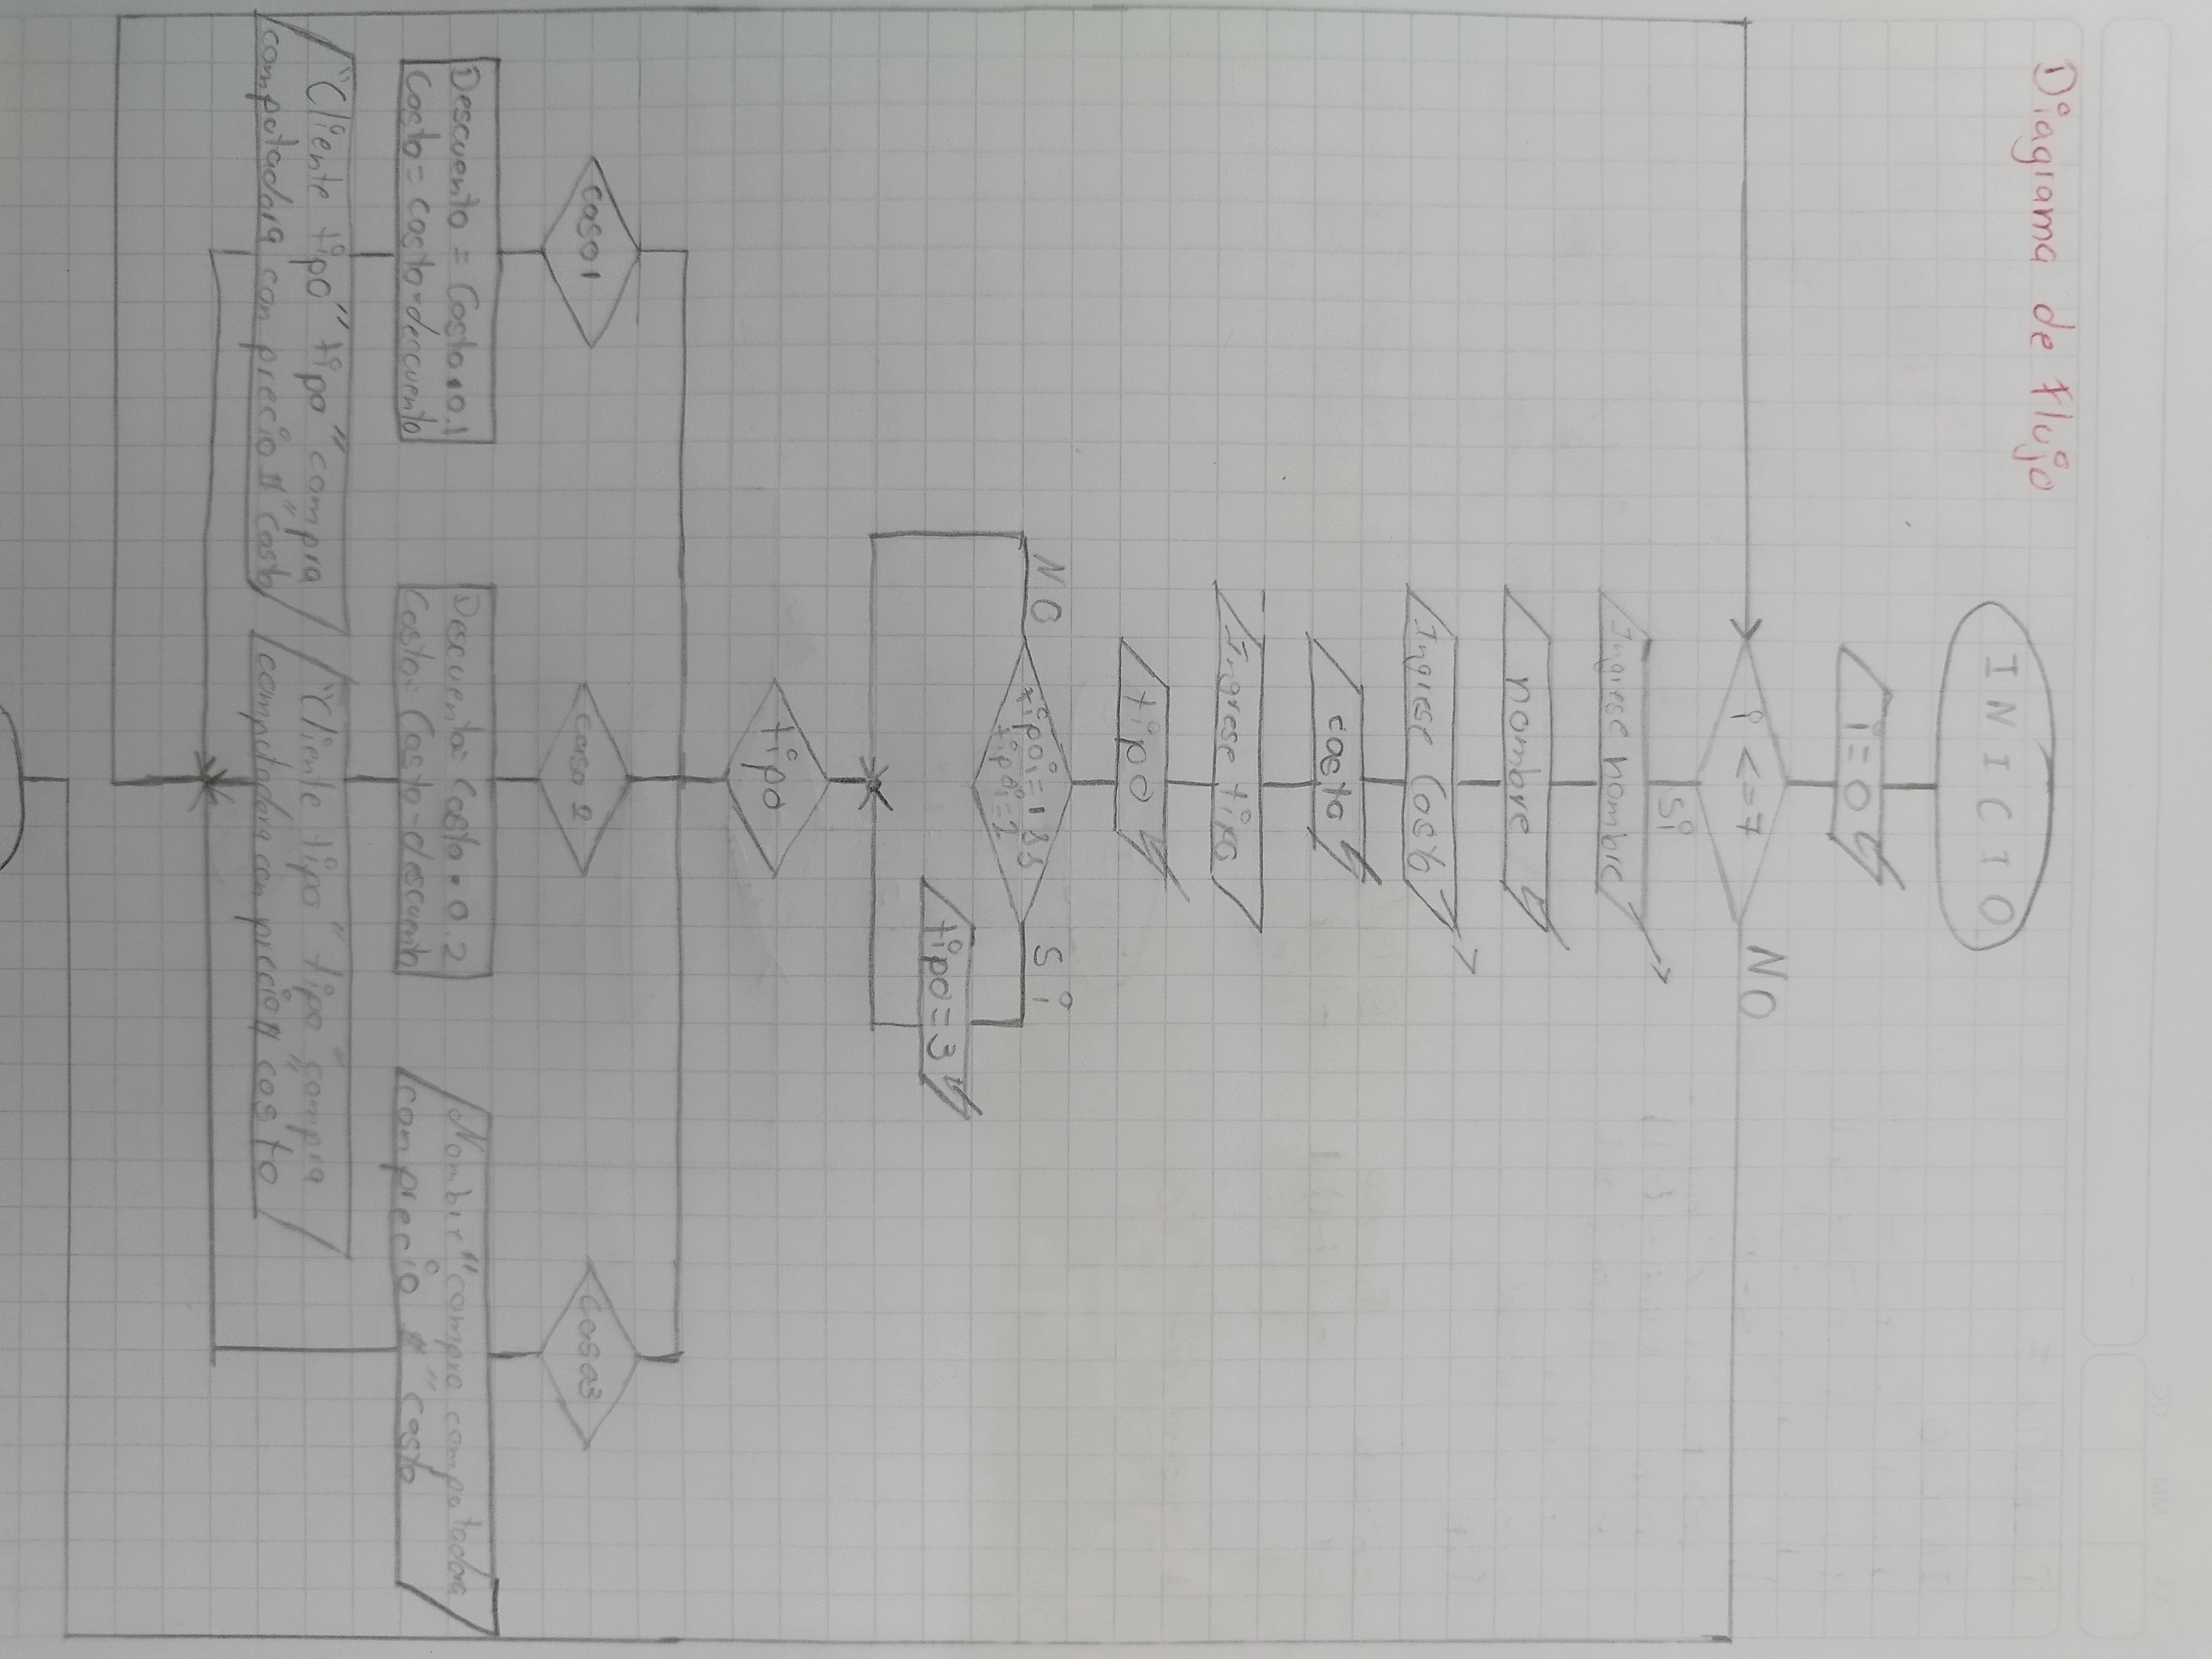 Diagrama de Flujo
INICIO
i=0
i <=7
NO
Si
Ingrese nombre
nombre
Ingrese Costo
costo
Ingrese tipo
tipo
NO
Si
tipo¡=1 &&
tipo¡=2
tipo=3
tipo
caso1
caso 2
caso3
Descuento = Costo•0.1
Costo=costo-descuento
Descuento= Costo•0.2
Costo= Costo-descuento
Nombre "compro computadora
con precio $" costo
"Cliente tipo" tipo "compra
computadora con precio $" costo
"Cliente tipo" tipo "compra
computadora con precio $" costo